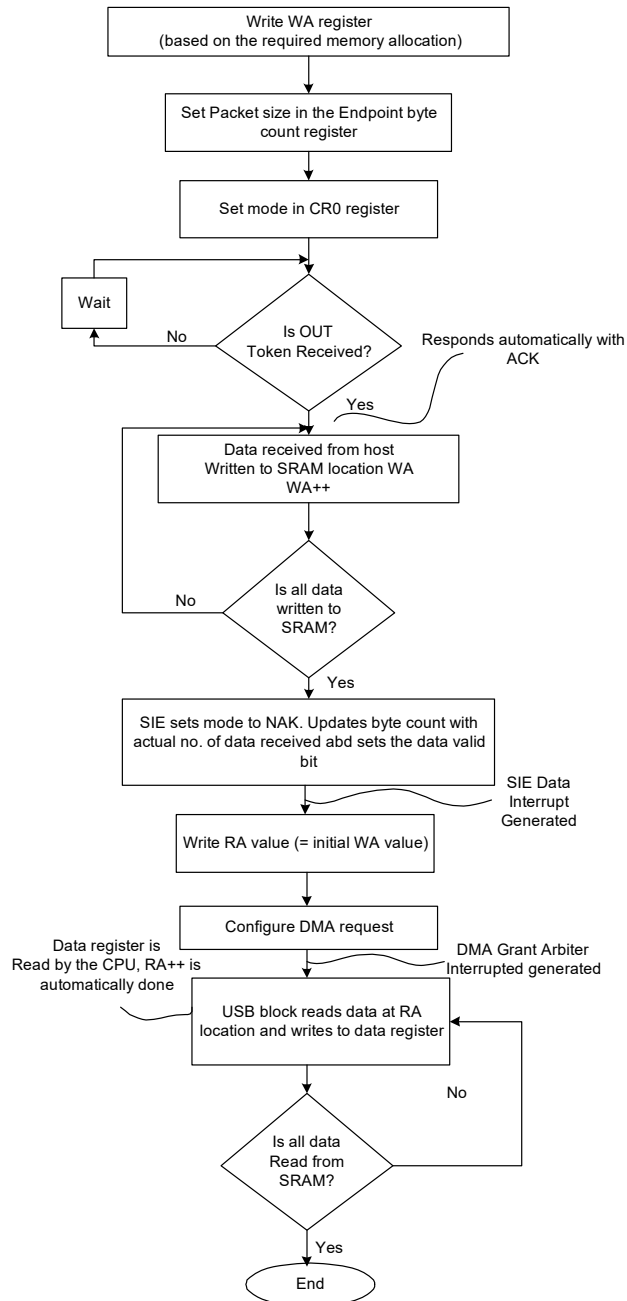 Write WA register
(based on the required memory allocation)
Set Packet size in the Endpoint byte
count register
Set mode in CR0 register
Wait
No
Is OUT
Token Received?
Responds automatically with
ACK
Yes
Data received from host
Written to SRAM location WA
WA++
No
Is all data
written to
SRAM?
Yes
SIE sets mode to NAK. Updates byte count with
actual no. of data received abd sets the data valid
bit
SIE Data
Interrupt
Generated
Write RA value (= initial WA value)
Configure DMA request
Data register is
Read by the CPU, RA++ is
automatically done
DMA Grant Arbiter
Interrupted generated
USB block reads data at RA
location and writes to data register
No
Is all data
Read from
SRAM?
Yes
End